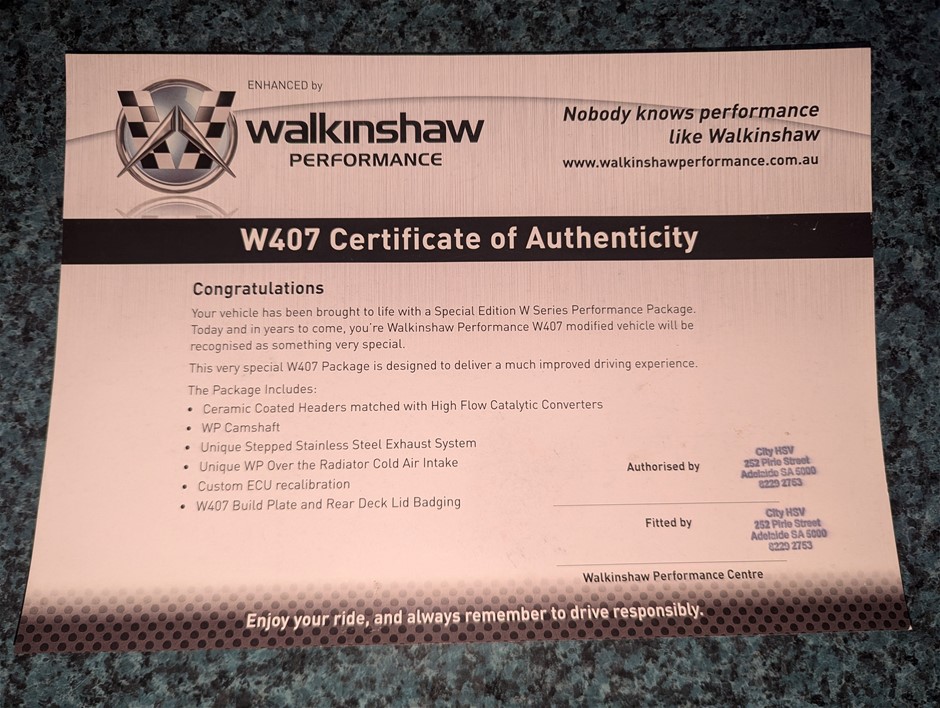 ENHANCED by
walkinshaw
PERFORMANCE
Nobody knows performance
like Walkinshaw
www.walkinshawperformance.com.au
W407 Certificate of Authenticity
Congratulations
Your vehicle has been brought to life with a Special Edition W Series Performance Package.
Today and in years to come, you're Walkinshaw Performance W407 modified vehicle will be
recognised as something very special.
This very special W407 Package is designed to deliver a much improved driving experience.
The Package Includes:
• Ceramic Coated Headers matched with High Flow Catalytic Converters
• WP Camshaft
• Unique Stepped Stainless Steel Exhaust System
• Unique WP Over the Radiator Cold Air Intake
• Custom ECU recalibration
• W407 Build Plate and Rear Deck Lid Badging
Authorised by
City HSV
252 Pirie Street
Adelaide SA 5000
8229 2753
Fitted by
City HSV
252 Pirie Street
Adelaide SA 5000
8229 2753
Walkinshaw Performance Centre
Enjoy your ride, and always remember to drive responsibly.